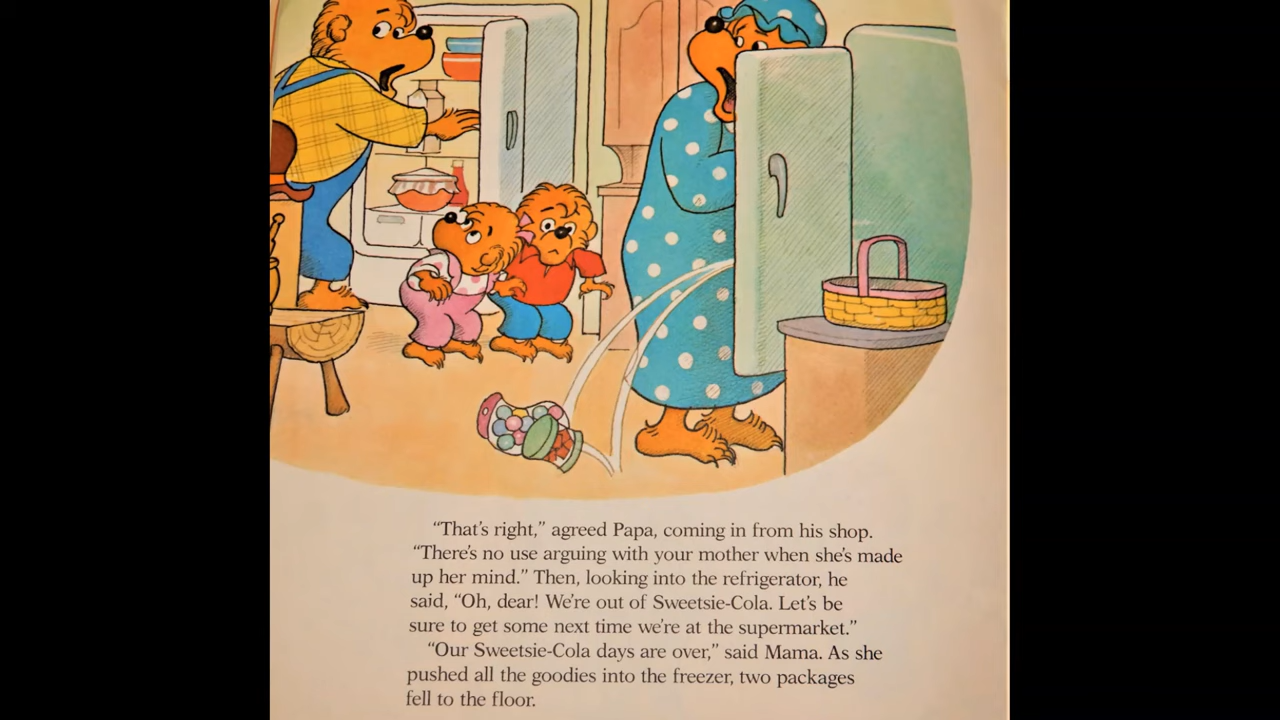 “That’s right,” agreed Papa, coming in from his shop.
“There’s no use arguing with your mother when she’s made
up her mind.” Then, looking into the refrigerator, he
said, “Oh, dear! We’re out of Sweetsie-Cola. Let’s be
sure to get some next time we’re at the supermarket.”
“Our Sweetsie-Cola days are over,” said Mama. As she
pushed all the goodies into the freezer, two packages
fell to the floor.